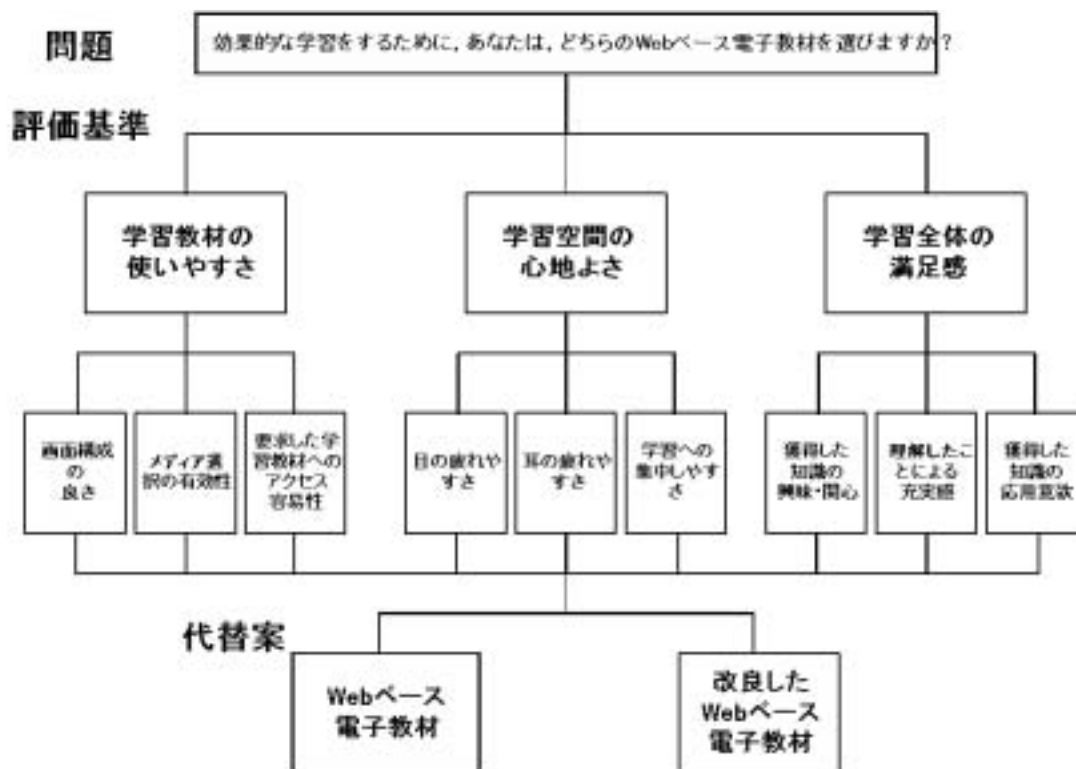 問題
効果的な学習をするために，あなたは，どちらのWebベース電子教材を選びますか？
評価基準
学習教材の
使いやすさ
学習空間の
心地よさ
学習全体の
満足感
画面構成
の
良さ
メディア選
択の有効性
要求した学
習教材への
アクセス
容易性
目の疲れや
すさ
耳の疲れや
すさ
学習への
集中しやす
さ
獲得した
知識の
興味・関心
理解したこ
とによる
充実感
獲得した
知識の
応用意欲
代替案
Webベース
電子教材
改良した
Webベース
電子教材